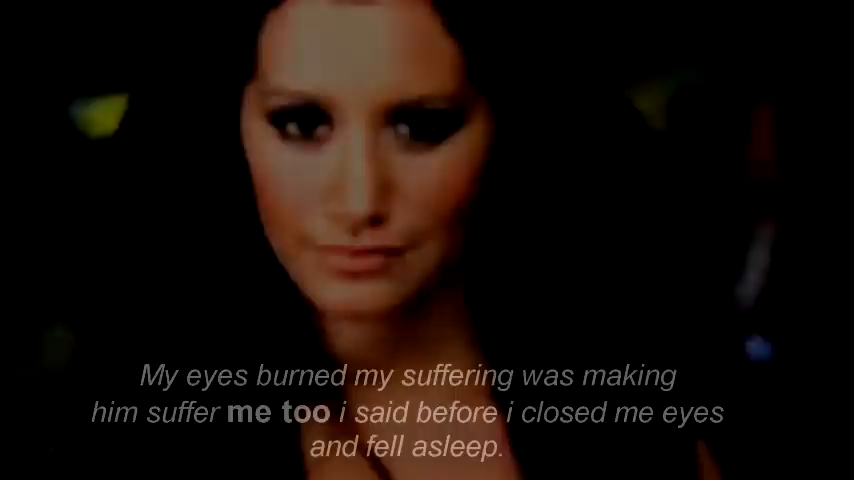 My eyes burned my suffering was making
him suffer me too i said before i closed me eyes
and fell asleep.